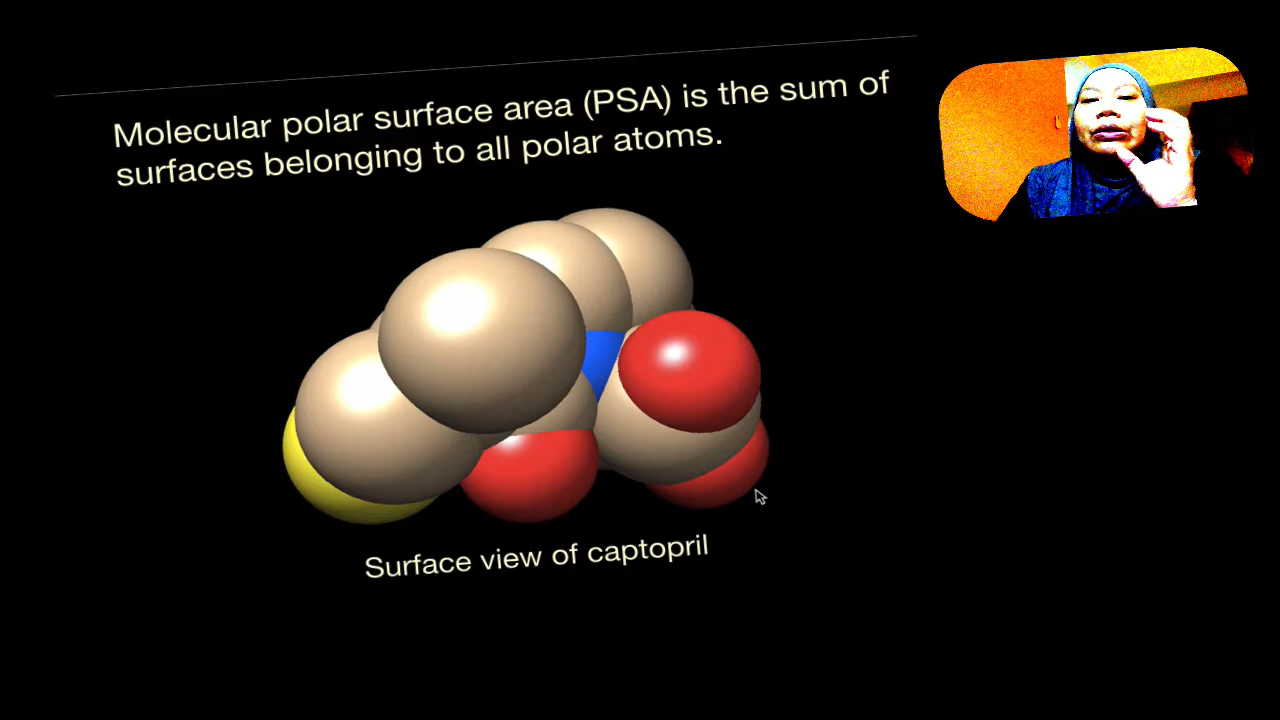 Molecular polar surface area (PSA) is the sum of
surfaces belonging to all polar atoms.
Surface view of captopril